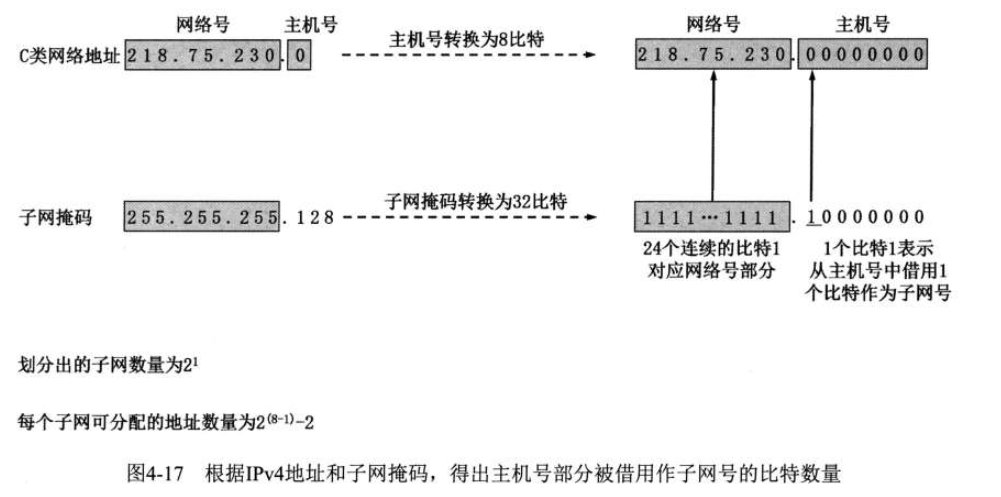 网络号 主机号 网络号 主机号
C类网络地址 218.75.230.0 主机号转换为8比特 218.75.230.00000000
子网掩码 255.255.255.128 子网掩码转换为32比特 1111…1111.10000000
24个连续的比特1
对应网络号部分
1个比特1表示
从主机号中借用1
个比特作为子网号
划分出的子网数量为2¹
每个子网可分配的地址数量为2⁽⁸⁻¹⁾-2
图4-17 根据IPv4地址和子网掩码，得出主机号部分被借用作子网号的比特数量